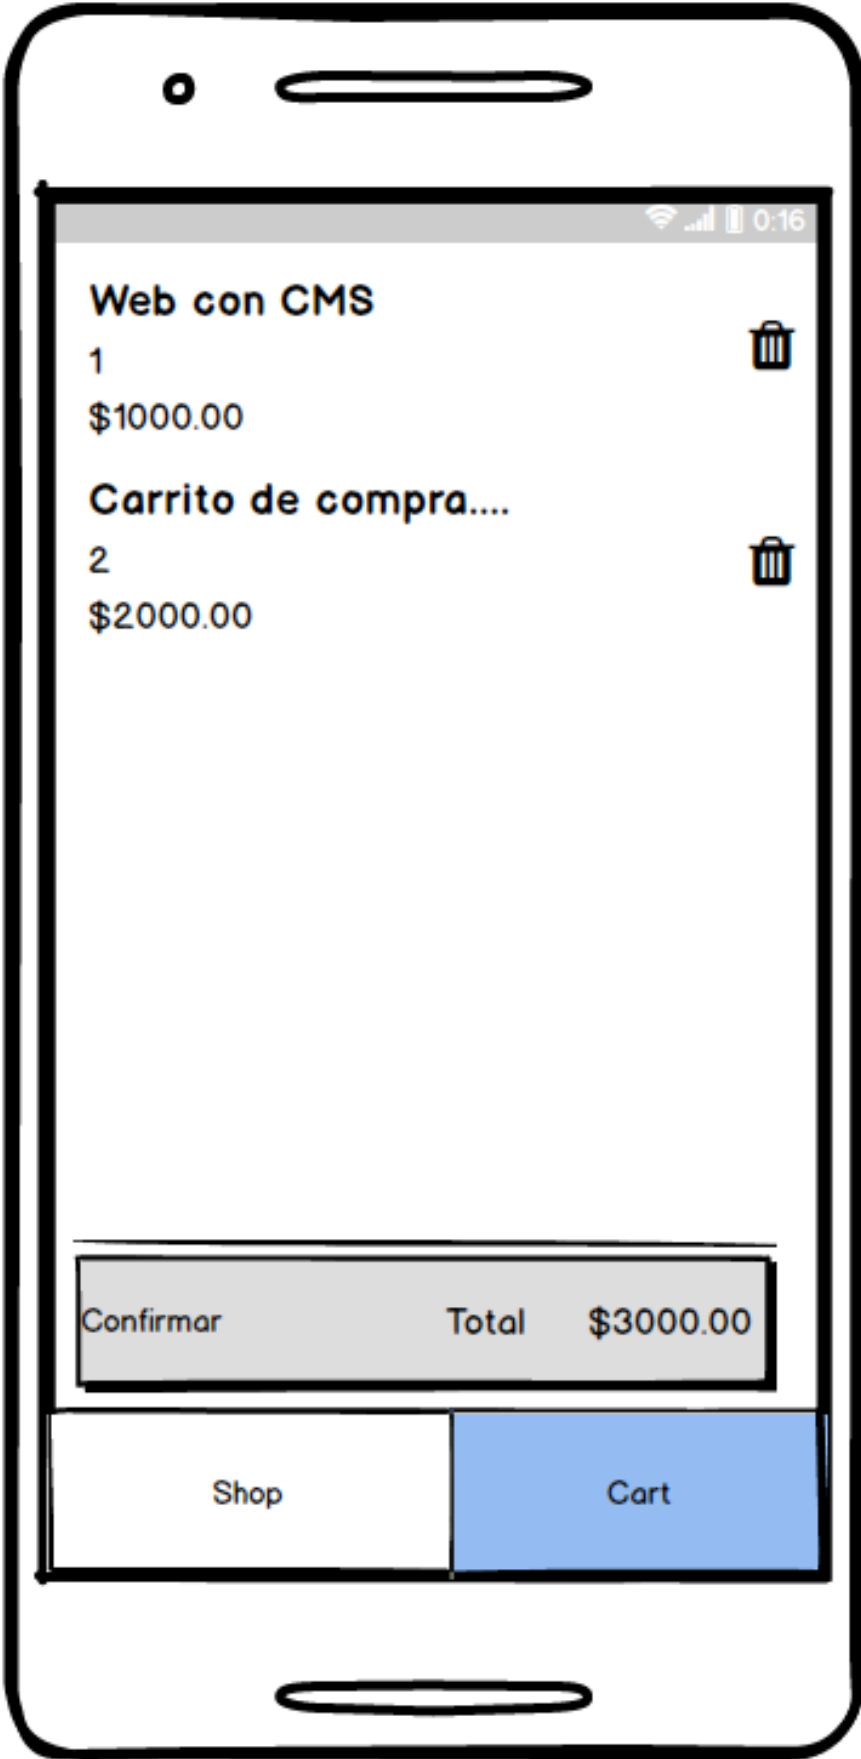 0:16
Web con CMS
1
$1000.00
Carrito de compra....
2
$2000.00
Confirmar Total $3000.00
Shop Cart